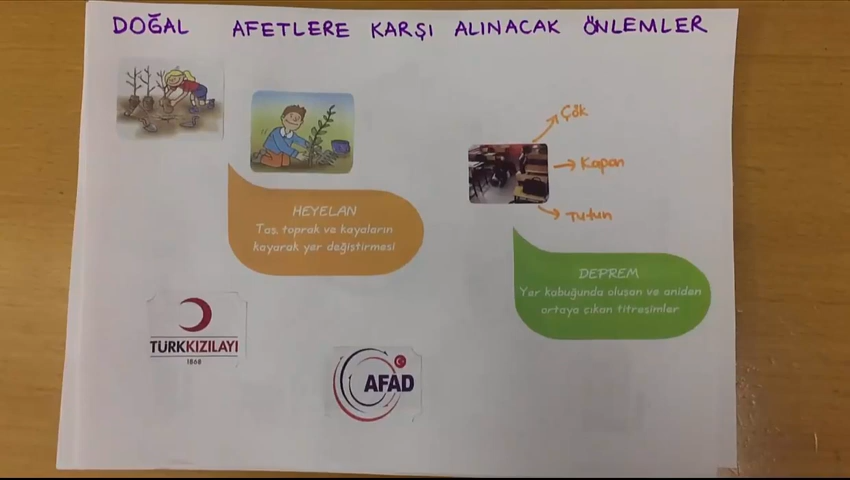 DOĞAL AFETLERE KARŞI ALINACAK ÖNLEMLER
Çök
Kapan
Tutun
HEYELAN
Taş, toprak ve kayaların
kayarak yer değiştirmesi
DEPREM
Yer kabuğunda oluşan ve aniden
ortaya çıkan titreşimler
TÜRKKIZILAYI
1868
AFAD